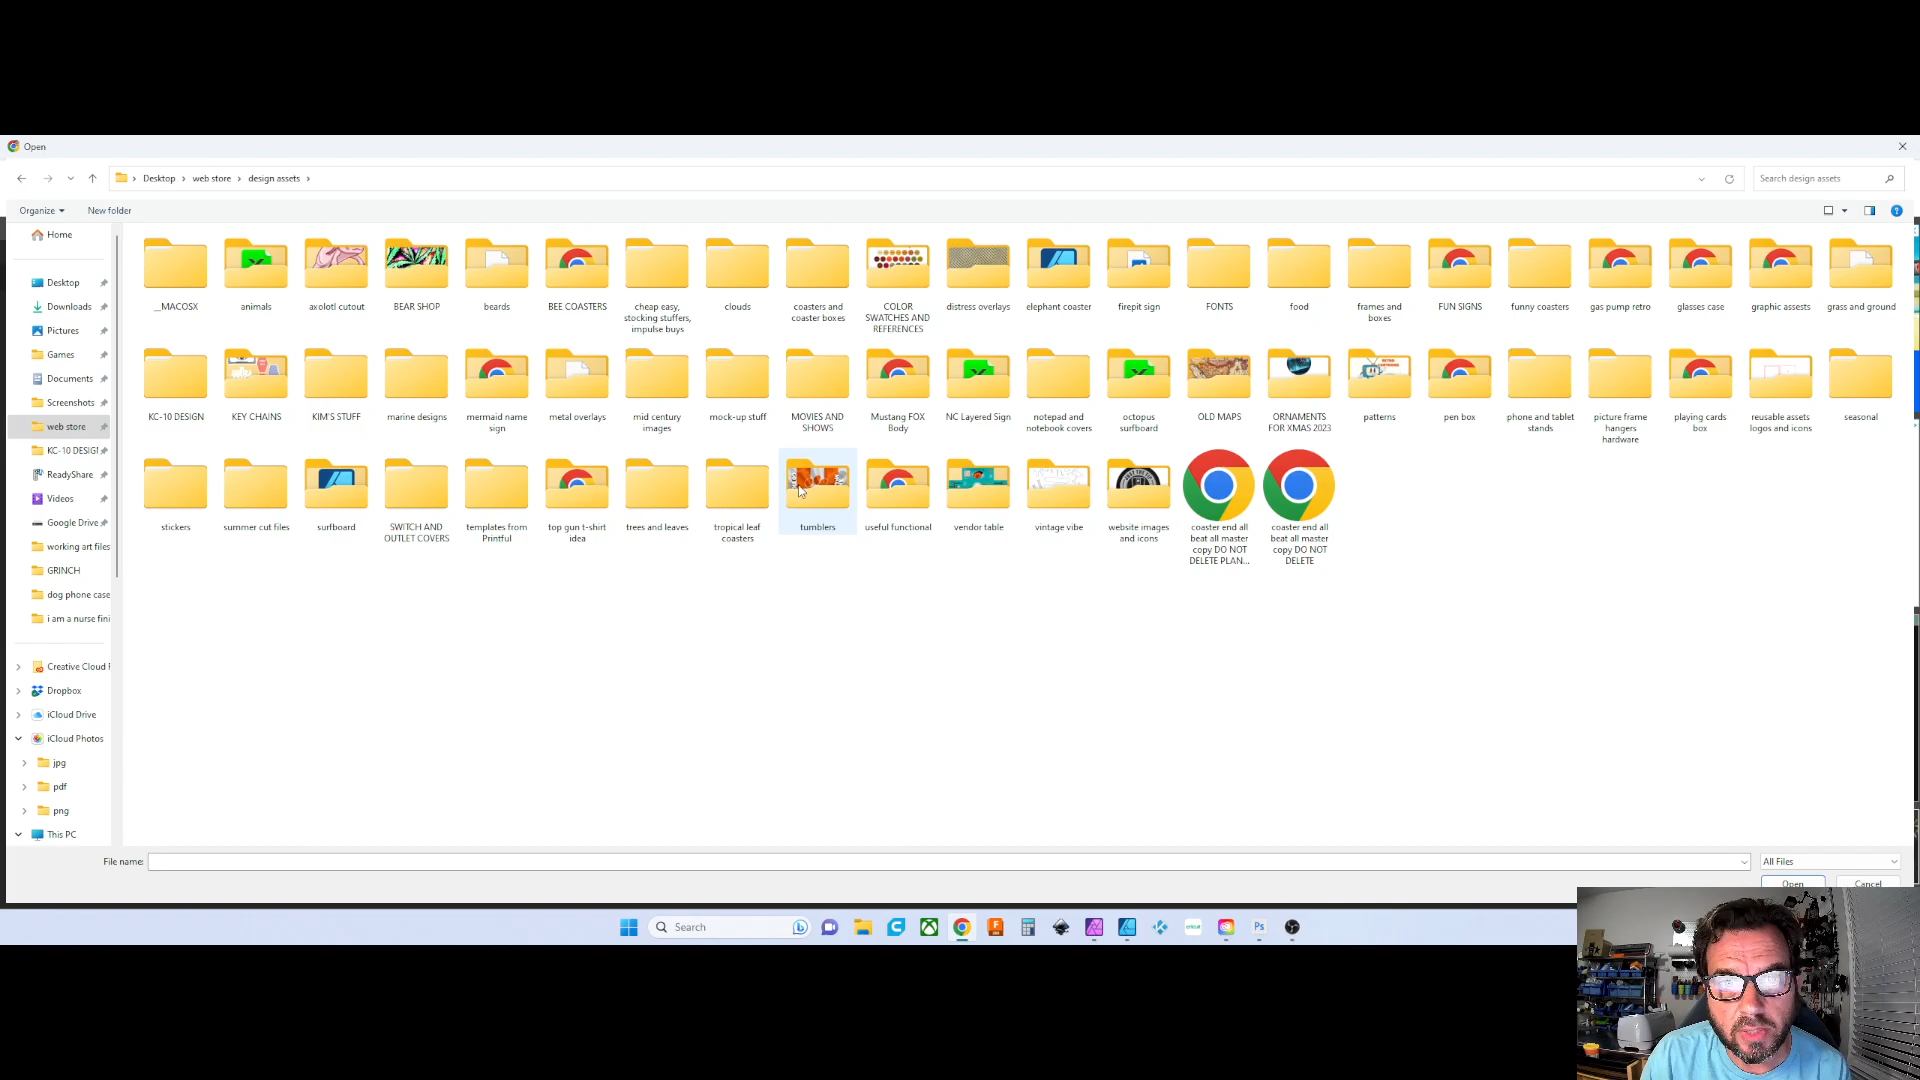 Open
Desktop › web store › design assets ›
Search design assets
Organize
New folder
Home
Desktop
Downloads
Pictures
Games
Documents
Screenshots
web store
KC-10 DESIG
ReadyShare
Videos
Google Drive
working art files
GRINCH
dog phone case
i am a nurse fini
Creative Cloud F
Dropbox
iCloud Drive
iCloud Photos
jpg
pdf
png
This PC
__MACOSX
animals
axolotl cutout
BEAR SHOP
beards
BEE COASTERS
cheap easy,
stocking stuffers,
impulse buys
clouds
coasters and
coaster boxes
COLOR
SWATCHES AND
REFERENCES
distress overlays
elephant coaster
firepit sign
FONTS
food
frames and
boxes
FUN SIGNS
funny coasters
gas pump retro
glasses case
graphic assests
grass and ground
KC-10 DESIGN
KEY CHAINS
KIM'S STUFF
marine designs
mermaid name
sign
metal overlays
mid century
images
mock-up stuff
MOVIES AND
SHOWS
Mustang FOX
Body
NC Layered Sign
notepad and
notebook covers
octopus
surfboard
OLD MAPS
ORNAMENTS
FOR XMAS 2023
patterns
pen box
phone and tablet
stands
picture frame
hangers
hardware
playing cards
box
reusable assets
logos and icons
seasonal
stickers
summer cut files
surfboard
SWITCH AND
OUTLET COVERS
templates from
Printful
top gun t-shirt
idea
trees and leaves
tropical leaf
coasters
tumblers
useful functional
vendor table
vintage vibe
website images
and icons
coaster end all
beat all master
copy DO NOT
DELETE PLAN...
coaster end all
beat all master
copy DO NOT
DELETE
File name:
All Files
Open
Cancel
Search
Ps